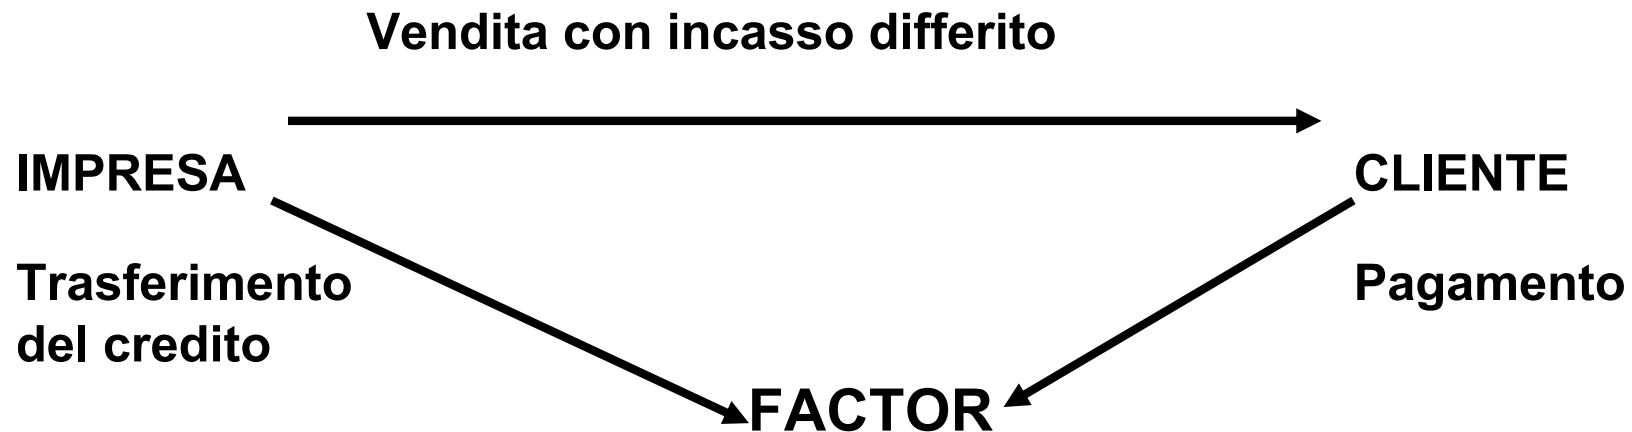 Vendita con incasso differito
IMPRESA
CLIENTE
Trasferimento
del credito
Pagamento
FACTOR